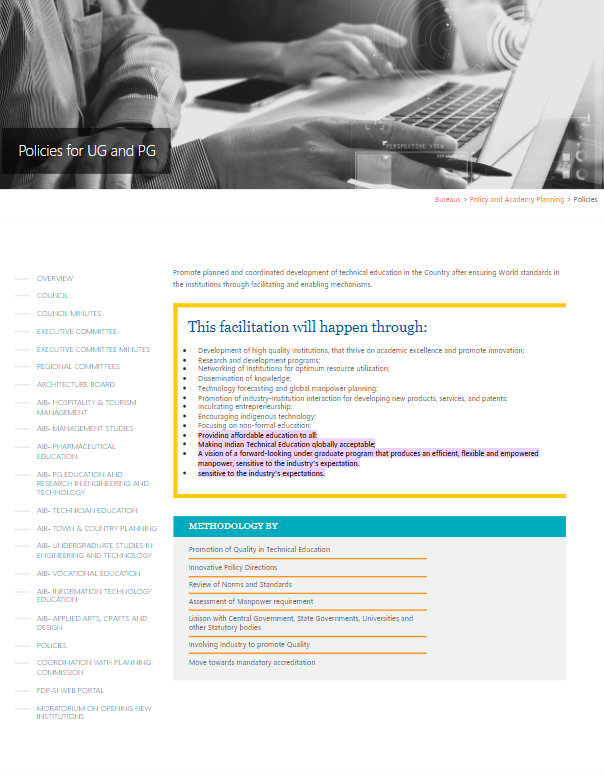 PERSPECTIVE VIEW
Policies for UG and PG
Bureaus > Policy and Academy Planning > Policies
OVERVIEW
COUNCIL
COUNCIL MINUTES
EXECUTIVE COMMITTEE
EXECUTIVE COMMITTEE MINUTES
REGIONAL COMMITTEES
ARCHITECTURE BOARD
AIB- HOSPITALITY & TOURISM
MANAGEMENT
AIB- MANAGEMENT STUDIES
AIB- PHARMACEUTICAL
EDUCATION
AIB- PG EDUCATION AND
RESEARCH IN ENGINEERING AND
TECHNOLOGY
AIB- TECHNICIAN EDUCATION
AIB- TOWN & COUNTRY PLANNING
AIB- UNDERGRADUATE STUDIES IN
ENGINEERING AND TECHNOLOGY
AIB- VOCATIONAL EDUCATION
AIB- INFORMATION TECHNOLOGY
EDUCATION
AIB- APPLIED ARTS, CRAFTS AND
DESIGN
POLICIES
COORDINATION WITH PLANNING
COMMISSION
FDP-SI WEB PORTAL
MORATORIUM ON OPENING NEW
INSTITUTIONS
Promote planned and coordinated development of technical education in the Country after ensuring World standards in
the institutions through facilitating and enabling mechanisms.
This facilitation will happen through:
Development of high quality Institutions, that thrive on academic excellence and promote innovation;
Research and development programs;
Networking of Institutions for optimum resource utilization;
Dissemination of knowledge;
Technology forecasting and global manpower planning;
Promotion of industry-Institution interaction for developing new products, services, and patents;
Inculcating entrepreneurship;
Encouraging indigenous technology;
Focusing on non-formal education;
Providing affordable education to all;
Making Indian Technical Education globally acceptable;
A vision of a forward-looking under graduate program that produces an efficient, flexible and empowered
manpower, sensitive to the industry's expectation.
sensitive to the industry's expectations.
METHODOLOGY BY
Promotion of Quality in Technical Education
Innovative Policy Directions
Review of Norms and Standards
Assessment of Manpower requirement
Liaison with Central Government, State Governments, Universities and
other Statutory bodies
Involving Industry to promote Quality
Move towards mandatory accreditation